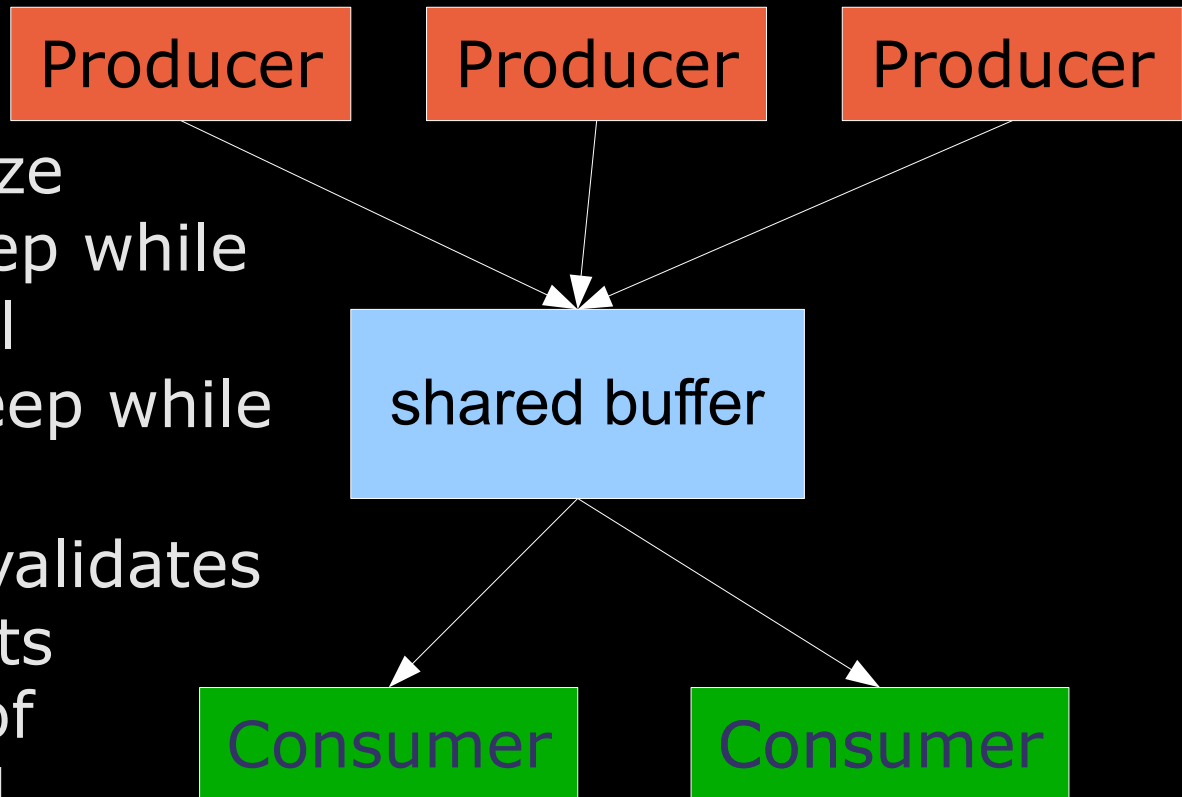 Producer Producer Producer
ze
ep while
l
eep while
shared buffer
validates
ts
of
Consumer Consumer